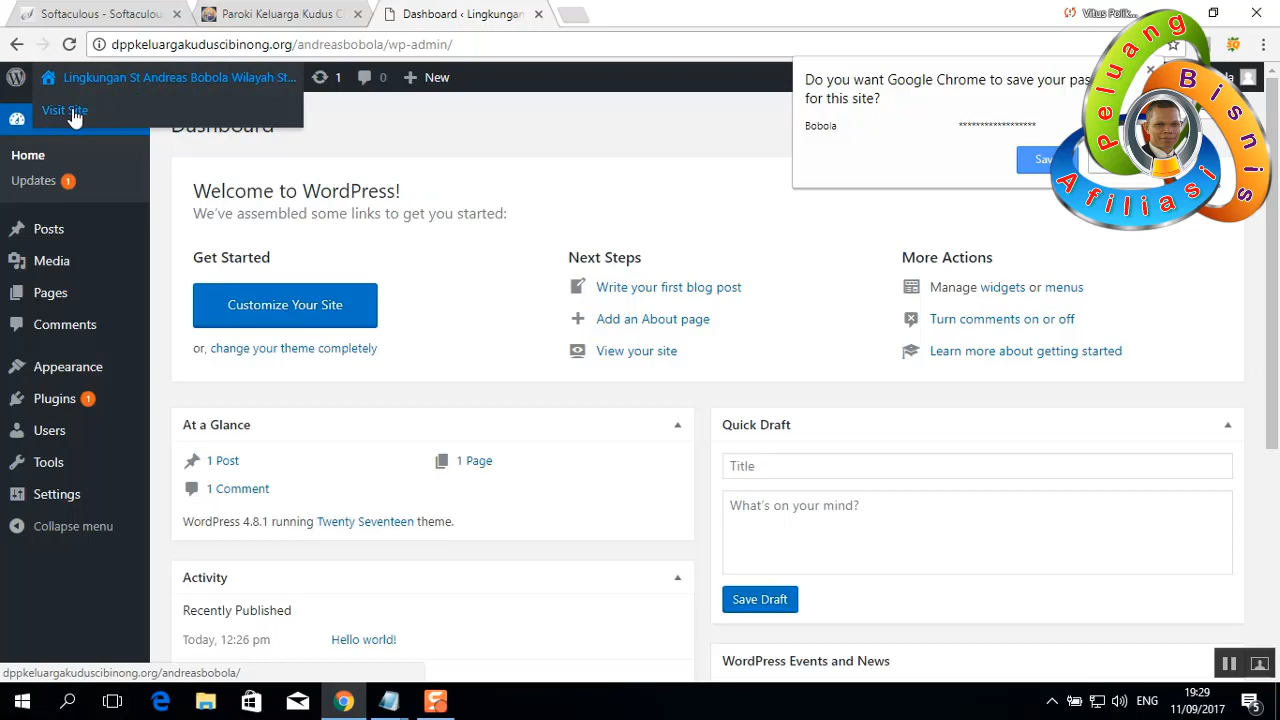 Softaculous - Softaculou
Paroki Keluarga Kudus C
Dashboard ‹ Lingkungan
Vitus Polik...
dppkeluargakuduscibinong.org/andreasbobola/wp-admin/
Lingkungan St Andreas Bobola Wilayah St...
1
0
New
Visit Site
Dashboard
Do you want Google Chrome to save your pas
for this site?
Bobola
******************
Sav
Peluang
Bisnis
Afiliasi
Home
Updates 1
Posts
Media
Pages
Comments
Appearance
Plugins 1
Users
Tools
Settings
Collapse menu
Welcome to WordPress!
We've assembled some links to get you started:
Get Started
Customize Your Site
or, change your theme completely
Next Steps
Write your first blog post
Add an About page
View your site
More Actions
Manage widgets or menus
Turn comments on or off
Learn more about getting started
At a Glance
1 Post
1 Page
1 Comment
WordPress 4.8.1 running Twenty Seventeen theme.
Activity
Recently Published
Today, 12:26 pm
Hello world!
Quick Draft
Title
What's on your mind?
Save Draft
WordPress Events and News
dppkeluargakuduscibinong.org/andreasbobola/
ENG
19:29
11/09/2017
5